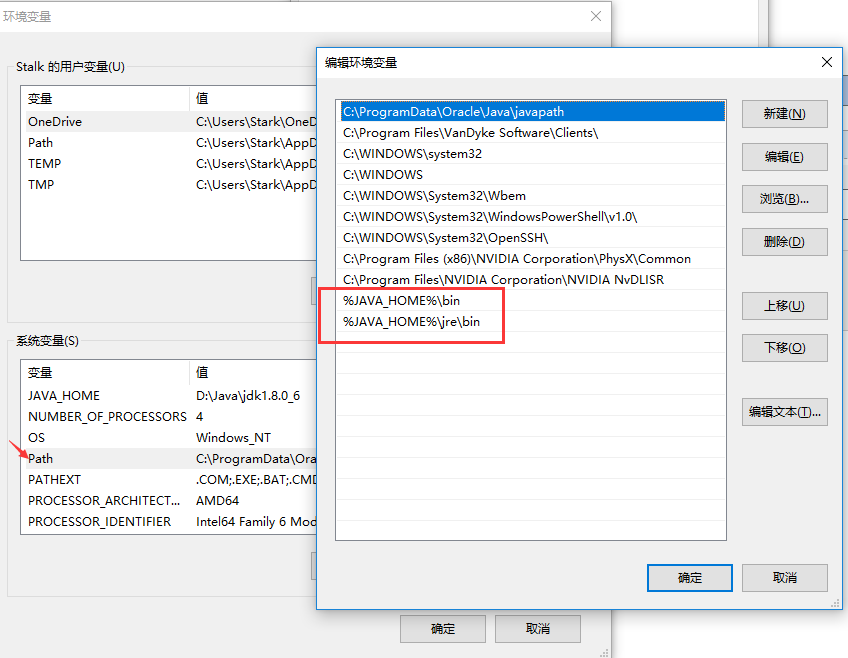 环境变量
Stalk 的用户变量(U)
变量 值
OneDrive C:\Users\Stark\OneD
Path C:\Users\Stark\AppD
TEMP C:\Users\Stark\AppD
TMP C:\Users\Stark\AppD
系统变量(S)
变量 值
JAVA_HOME D:\Java\jdk1.8.0_6
NUMBER_OF_PROCESSORS 4
OS Windows_NT
Path C:\ProgramData\Ora
PATHEXT .COM;.EXE;.BAT;.CMD
PROCESSOR_ARCHITECT... AMD64
PROCESSOR_IDENTIFIER Intel64 Family 6 Mod
确定 取消
编辑环境变量
C:\ProgramData\Oracle\Java\javapath
C:\Program Files\VanDyke Software\Clients\
C:\WINDOWS\system32
C:\WINDOWS
C:\WINDOWS\System32\Wbem
C:\WINDOWS\System32\WindowsPowerShell\v1.0\
C:\WINDOWS\System32\OpenSSH\
C:\Program Files (x86)\NVIDIA Corporation\PhysX\Common
C:\Program Files\NVIDIA Corporation\NVIDIA NvDLISR
%JAVA_HOME%\bin
%JAVA_HOME%\jre\bin
新建(N)
编辑(E)
浏览(B)...
删除(D)
上移(U)
下移(O)
编辑文本(T)...
确定 取消